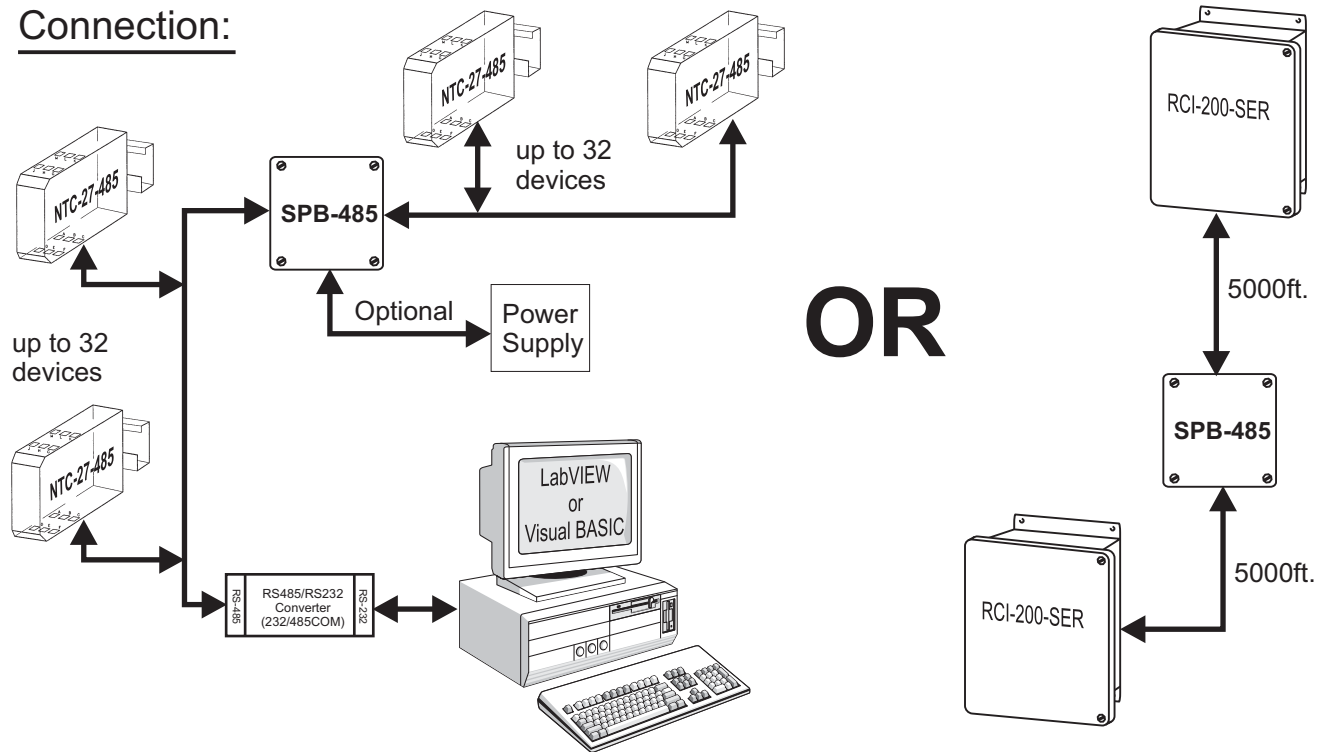 Connection:
NTC-27-485
NTC-27-485
NTC-27-485
up to 32
devices
SPB-485
Optional
Power
Supply
up to 32
devices
NTC-27-485
LabVIEW
or
Visual BASIC
RS-485
RS485/RS232
Converter
(232/485COM)
RS-232
OR
RCI-200-SER
5000ft.
SPB-485
5000ft.
RCI-200-SER